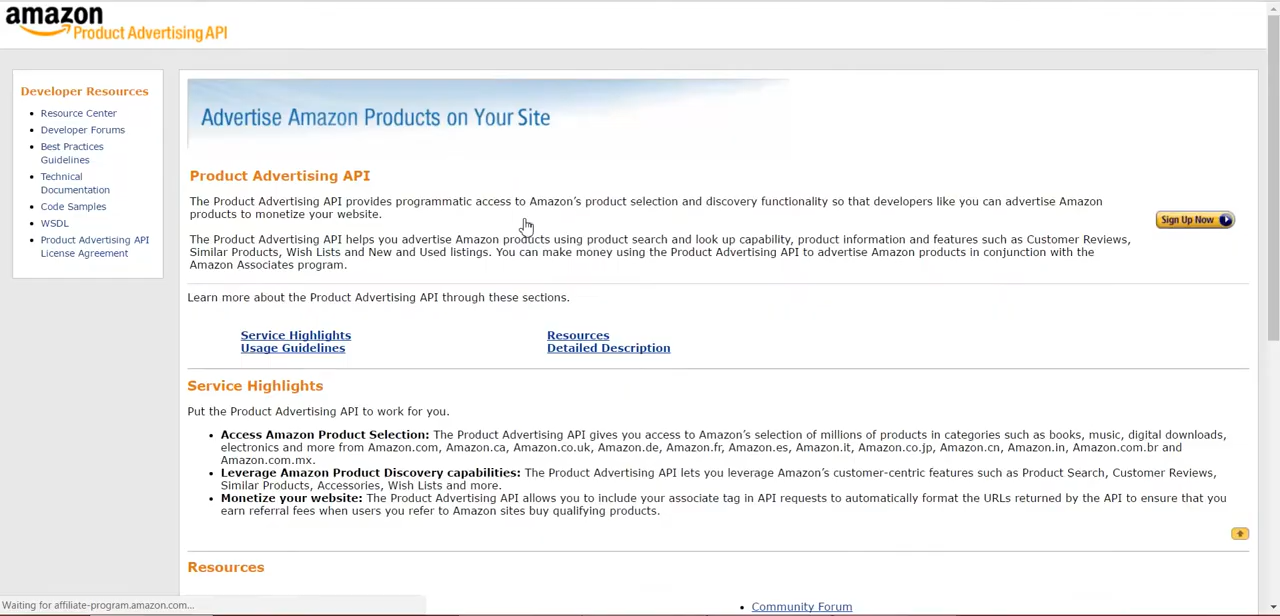 amazon
Product Advertising API
Developer Resources
• Resource Center
• Developer Forums
• Best Practices
Guidelines
• Technical
Documentation
• Code Samples
• WSDL
• Product Advertising API
License Agreement
Advertise Amazon Products on Your Site
Product Advertising API
The Product Advertising API provides programmatic access to Amazon's product selection and discovery functionality so that developers like you can advertise Amazon
products to monetize your website.
Sign Up Now
The Product Advertising API helps you advertise Amazon products using product search and look up capability, product information and features such as Customer Reviews,
Similar Products, Wish Lists and New and Used listings. You can make money using the Product Advertising API to advertise Amazon products in conjunction with the
Amazon Associates program.
Learn more about the Product Advertising API through these sections.
Service Highlights
Usage Guidelines
Resources
Detailed Description
Service Highlights
Put the Product Advertising API to work for you.
• Access Amazon Product Selection: The Product Advertising API gives you access to Amazon's selection of millions of products in categories such as books, music, digital downloads,
electronics and more from Amazon.com, Amazon.ca, Amazon.co.uk, Amazon.de, Amazon.fr, Amazon.es, Amazon.it, Amazon.co.jp, Amazon.cn, Amazon.in, Amazon.com.br and
Amazon.com.mx.
• Leverage Amazon Product Discovery capabilities: The Product Advertising API lets you leverage Amazon's customer-centric features such as Product Search, Customer Reviews,
Similar Products, Accessories, Wish Lists and more.
• Monetize your website: The Product Advertising API allows you to include your associate tag in API requests to automatically format the URLs returned by the API to ensure that you
earn referral fees when users you refer to Amazon sites buy qualifying products.
Resources
• Community Forum
Waiting for affiliate-program.amazon.com...